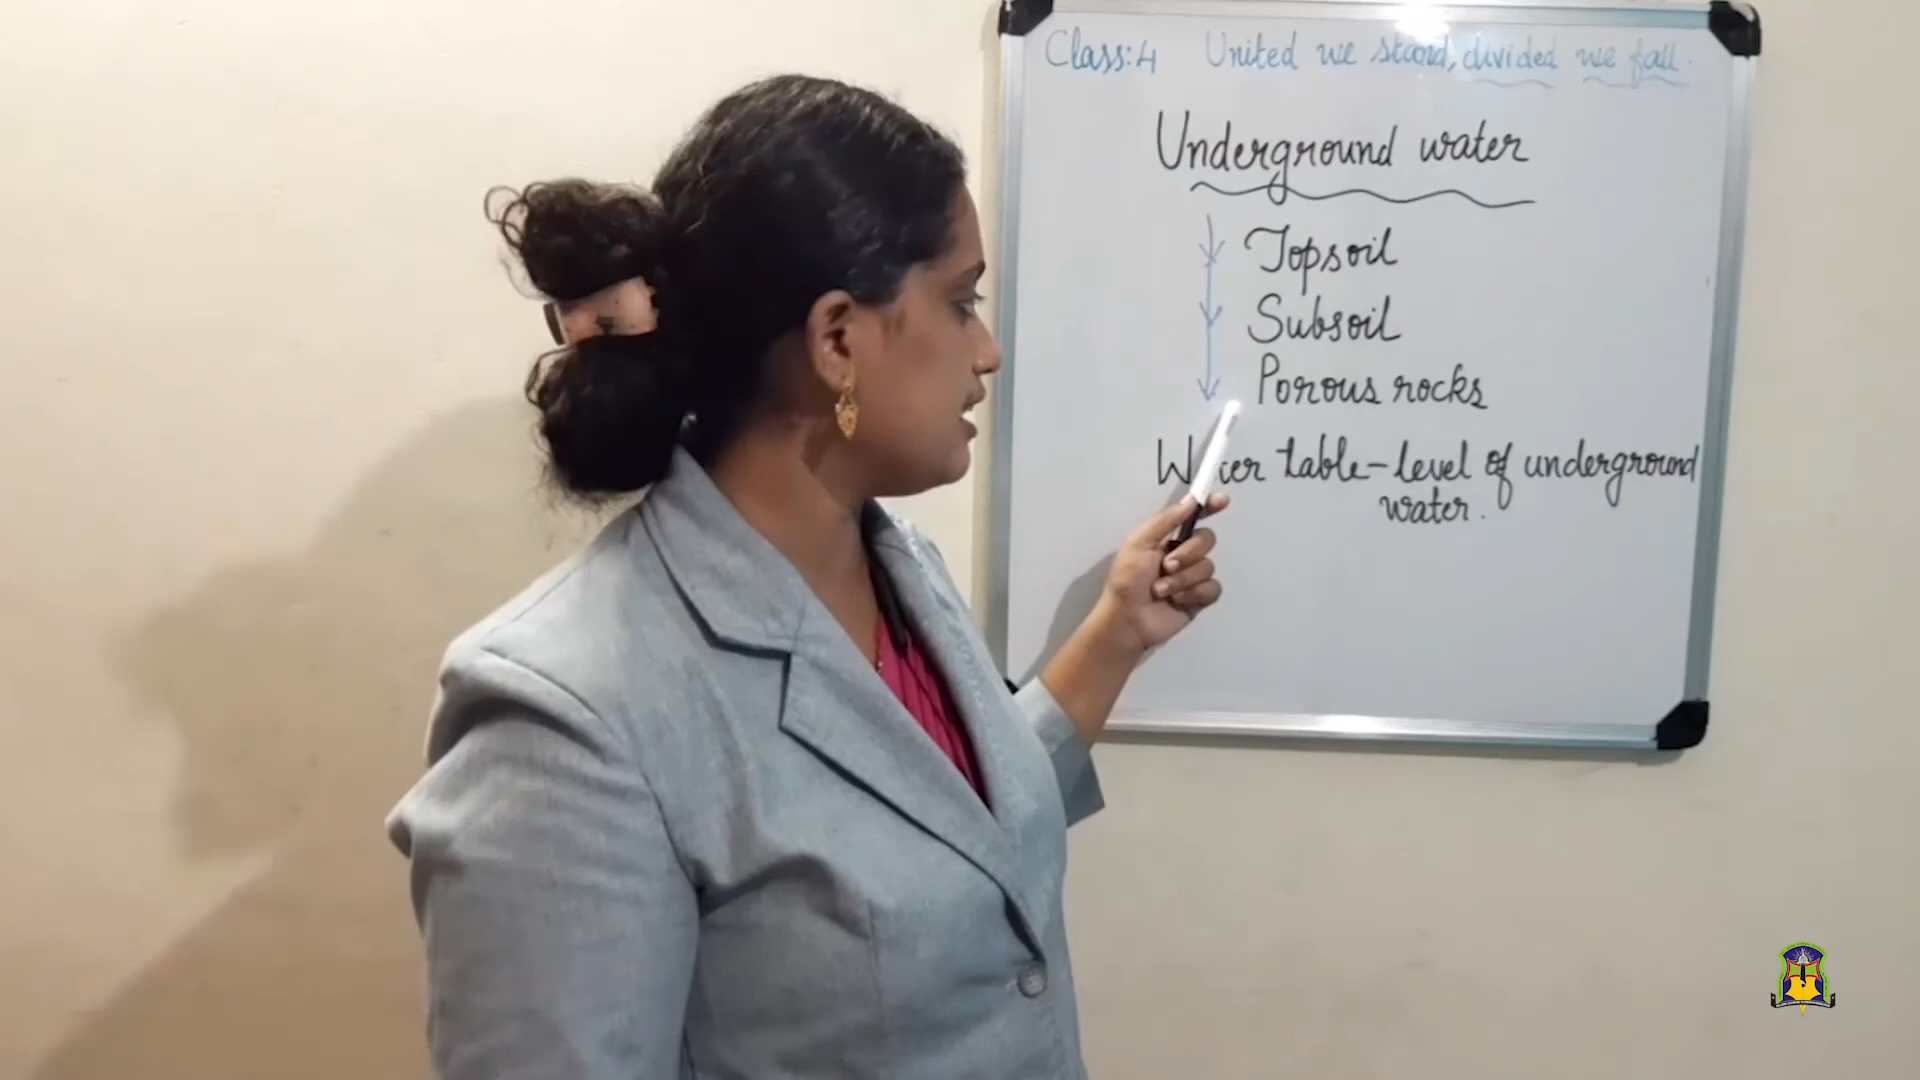 Class:4 United we stand, divided we fall.
Underground water
Topsoil
Subsoil
Porous rocks
Water table - level of underground
water.